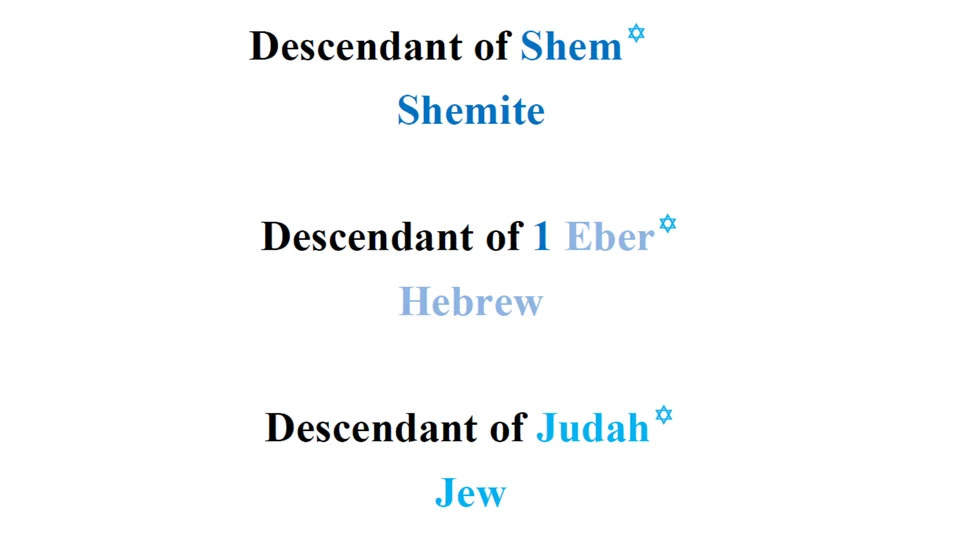 Descendant of Shem✡
Shemite
Descendant of 1 Eber✡
Hebrew
Descendant of Judah✡
Jew